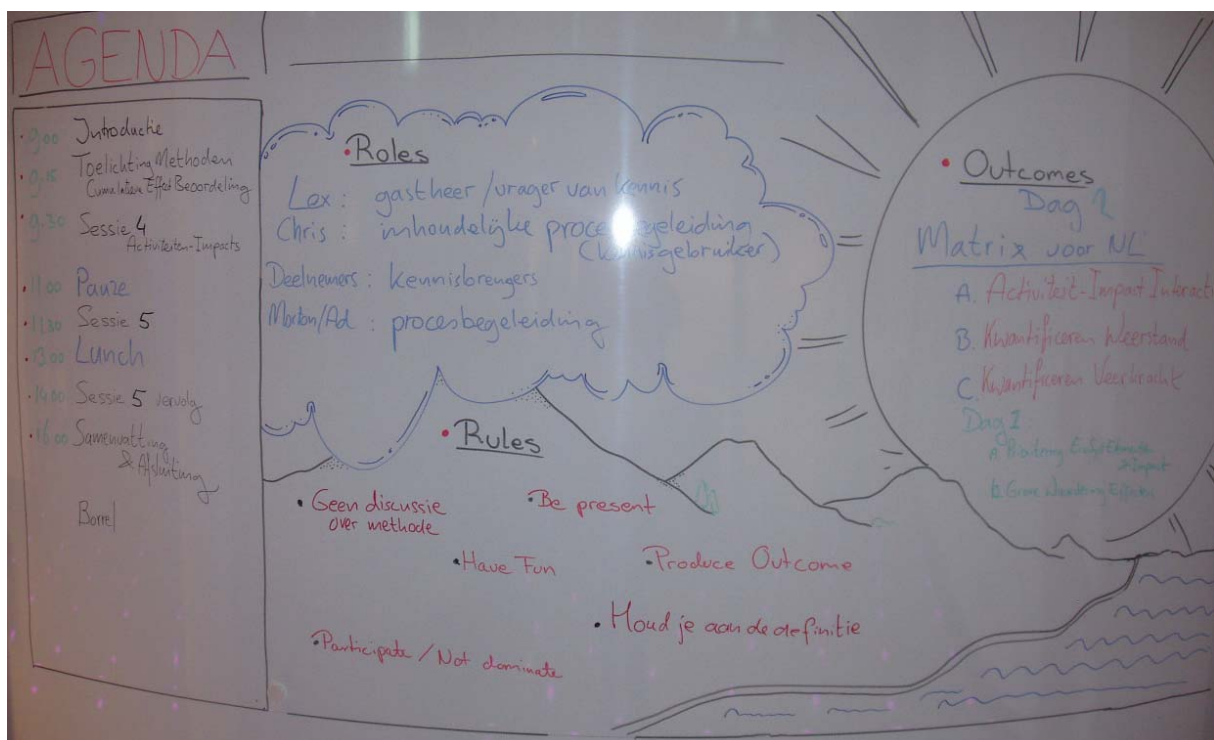 AGENDA
• 9:00 Introductie
• 9.15 Toelichting Methoden
Cumulatieve Effect Beoordeling
• 9.30 Sessie 4
Activiteiten-Impacts
• 11.00 Pauze
• 11.30 Sessie 5
• 13.00 Lunch
• 14.00 Sessie 5 vervolg
• 16.00 Samenvatting
& Afsluiting
Borrel
• Roles
Lex : gastheer / vrager van kennis
Chris : inhoudelijke procesbegeleiding
(kennisgebruiker)
Deelnemers : kennisbrengers
/Ad : procesbegeleiding
• Rules
• Geen discussie
over methode
• Be present
• Have Fun
• Produce Outcome
• Houd je aan de definitie
• Participate / Not dominate
• Outcomes
Dag 2
Matrix voor NL
A. Activiteit-Impact Interact
B. Kwantificeren Weerstand
C. Kwantificeren Veerkracht
Dag 1:
A.
Impact
B.